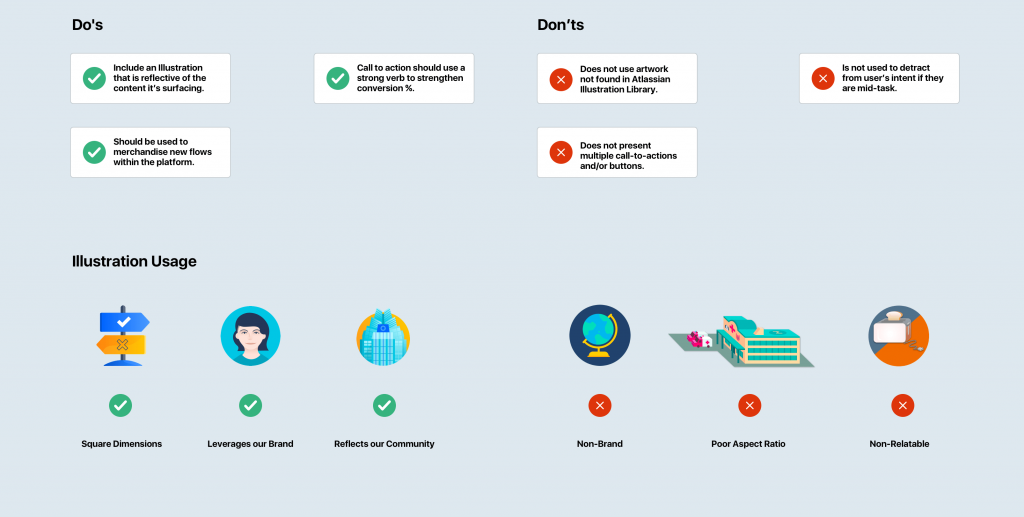 Do's
Don’ts
Include an Illustration
that is reflective of the
content it's surfacing.
Call to action should use a
strong verb to strengthen
conversion %.
Does not use artwork
not found in Atlassian
Illustration Library.
Is not used to detract
from user's intent if they
are mid-task.
Should be used to
merchandise new flows
within the platform.
Does not present
multiple call-to-actions
and/or buttons.
Illustration Usage
Square Dimensions
Leverages our Brand
Reflects our Community
Non-Brand
Poor Aspect Ratio
Non-Relatable